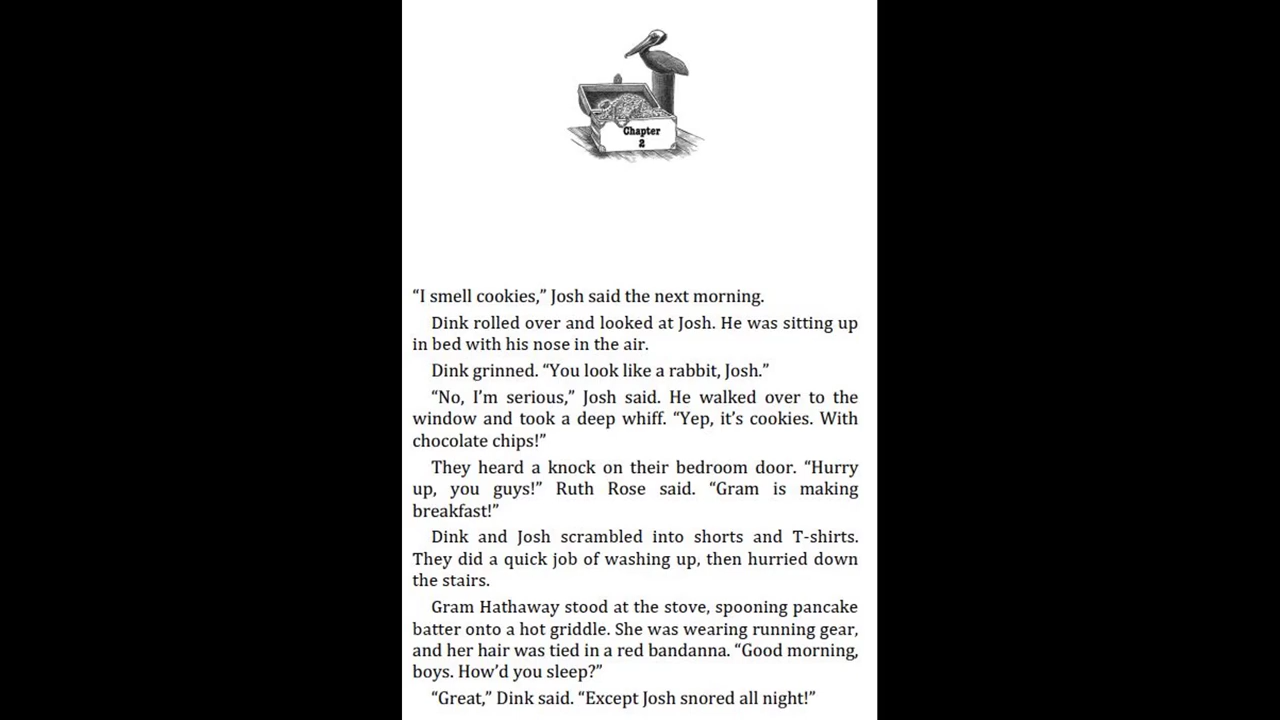 Chapter
2
“I smell cookies,” Josh said the next morning.
Dink rolled over and looked at Josh. He was sitting up
in bed with his nose in the air.
Dink grinned. “You look like a rabbit, Josh.”
“No, I’m serious,” Josh said. He walked over to the
window and took a deep whiff. “Yep, it’s cookies. With
chocolate chips!”
They heard a knock on their bedroom door. “Hurry
up, you guys!” Ruth Rose said. “Gram is making
breakfast!”
Dink and Josh scrambled into shorts and T-shirts.
They did a quick job of washing up, then hurried down
the stairs.
Gram Hathaway stood at the stove, spooning pancake
batter onto a hot griddle. She was wearing running gear,
and her hair was tied in a red bandanna. “Good morning,
boys. How’d you sleep?”
“Great,” Dink said. “Except Josh snored all night!”